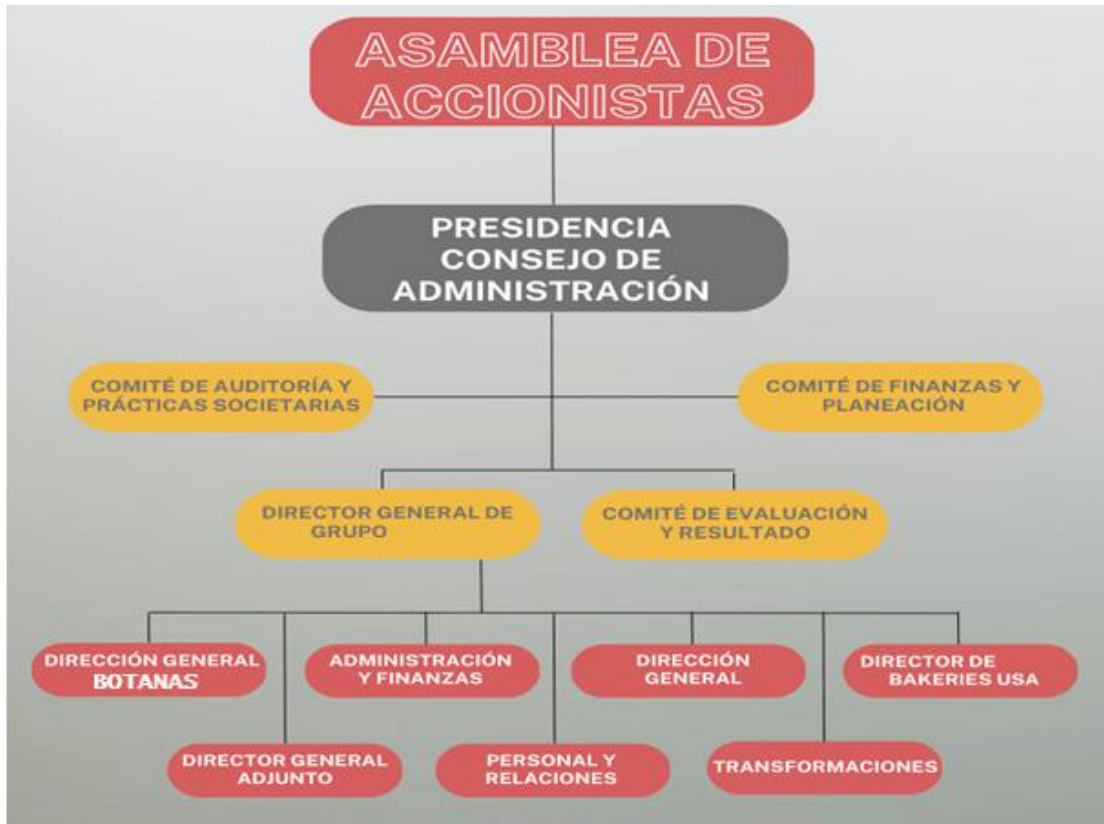 ASAMBLEA DE
ACCIONISTAS
PRESIDENCIA
CONSEJO DE
ADMINISTRACIÓN
COMITÉ DE AUDITORÍA Y
PRÁCTICAS SOCIETARIAS
COMITÉ DE FINANZAS Y
PLANEACIÓN
DIRECTOR GENERAL DE
GRUPO
COMITÉ DE EVALUACIÓN
Y RESULTADO
DIRECCIÓN GENERAL
BOTANAS
ADMINISTRACIÓN
Y FINANZAS
DIRECCIÓN
GENERAL
DIRECTOR DE
BAKERIES USA
DIRECTOR GENERAL
ADJUNTO
PERSONAL Y
RELACIONES
TRANSFORMACIONES